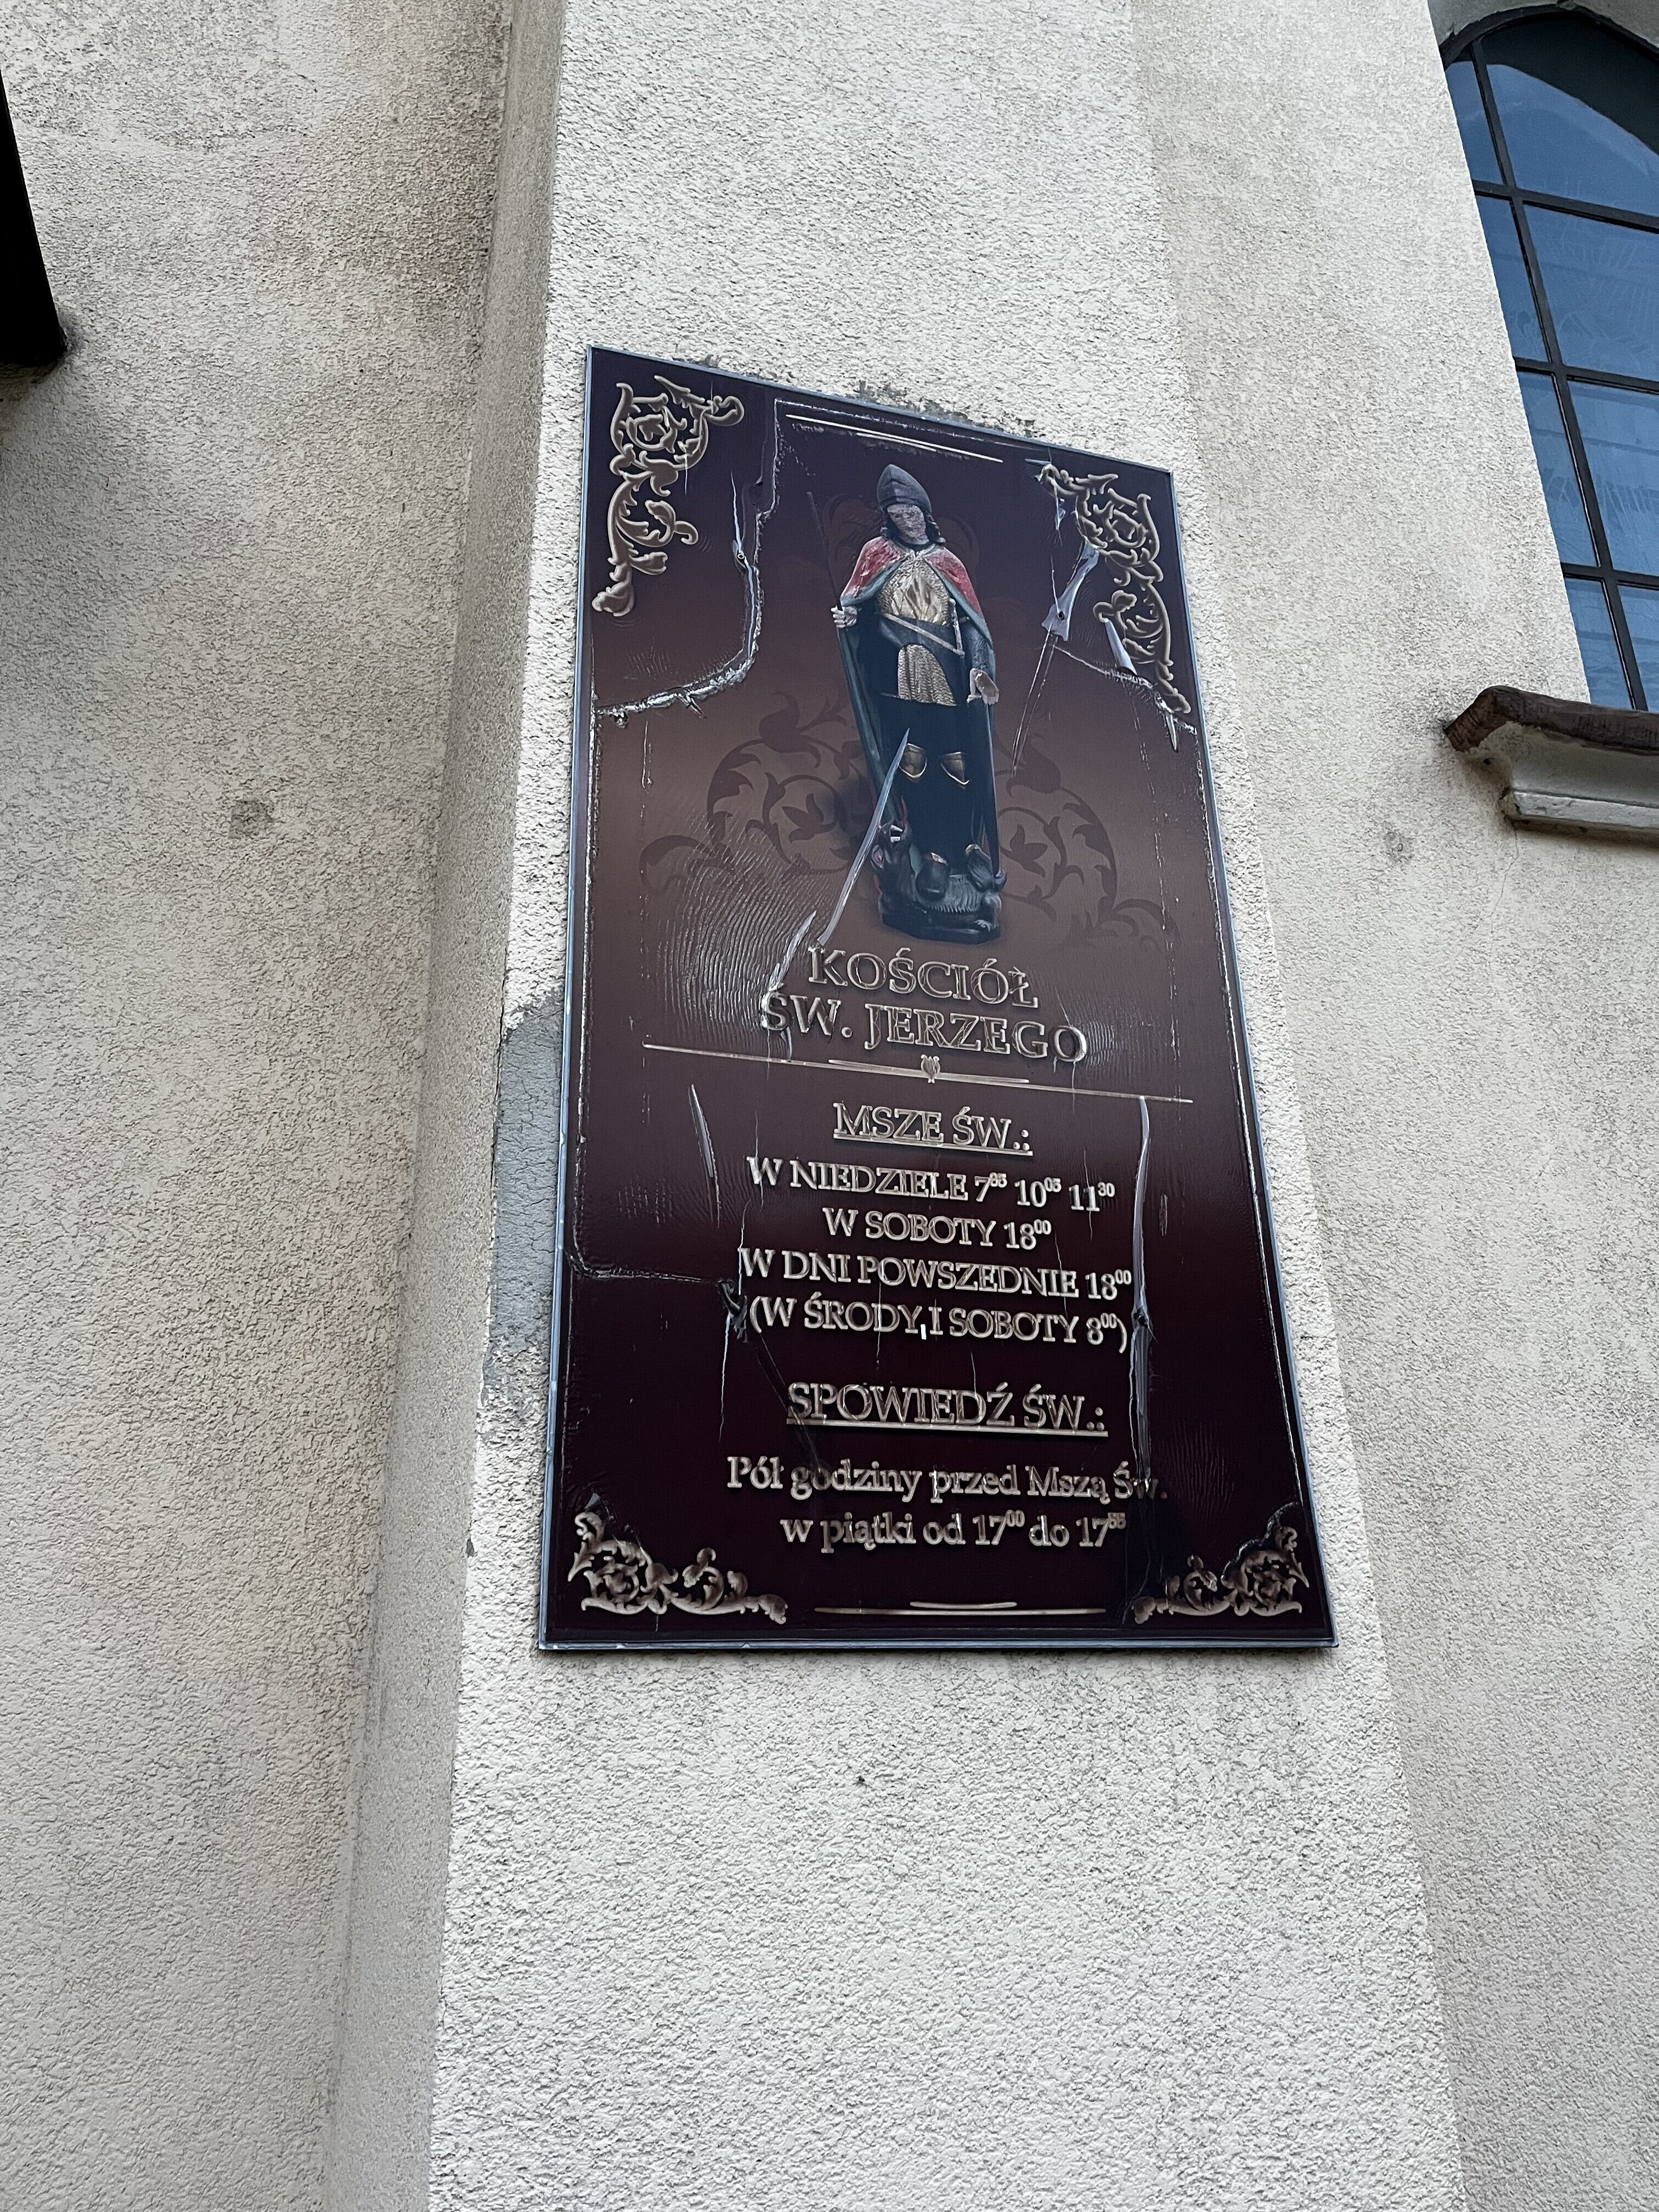 KOŚCIÓŁ
ŚW. JERZEGO
MSZE ŚW.:
W NIEDZIELE 7⁰⁵ 10⁰⁵ 11³⁰
W SOBOTY 18⁰⁰
W DNI POWSZEDNIE 18⁰⁰
(W ŚRODY I SOBOTY 8⁰⁰)
SPOWIEDŹ ŚW.:
Pół godziny przed Mszą Św.
w piątki od 17⁰⁰ do 17⁵⁵